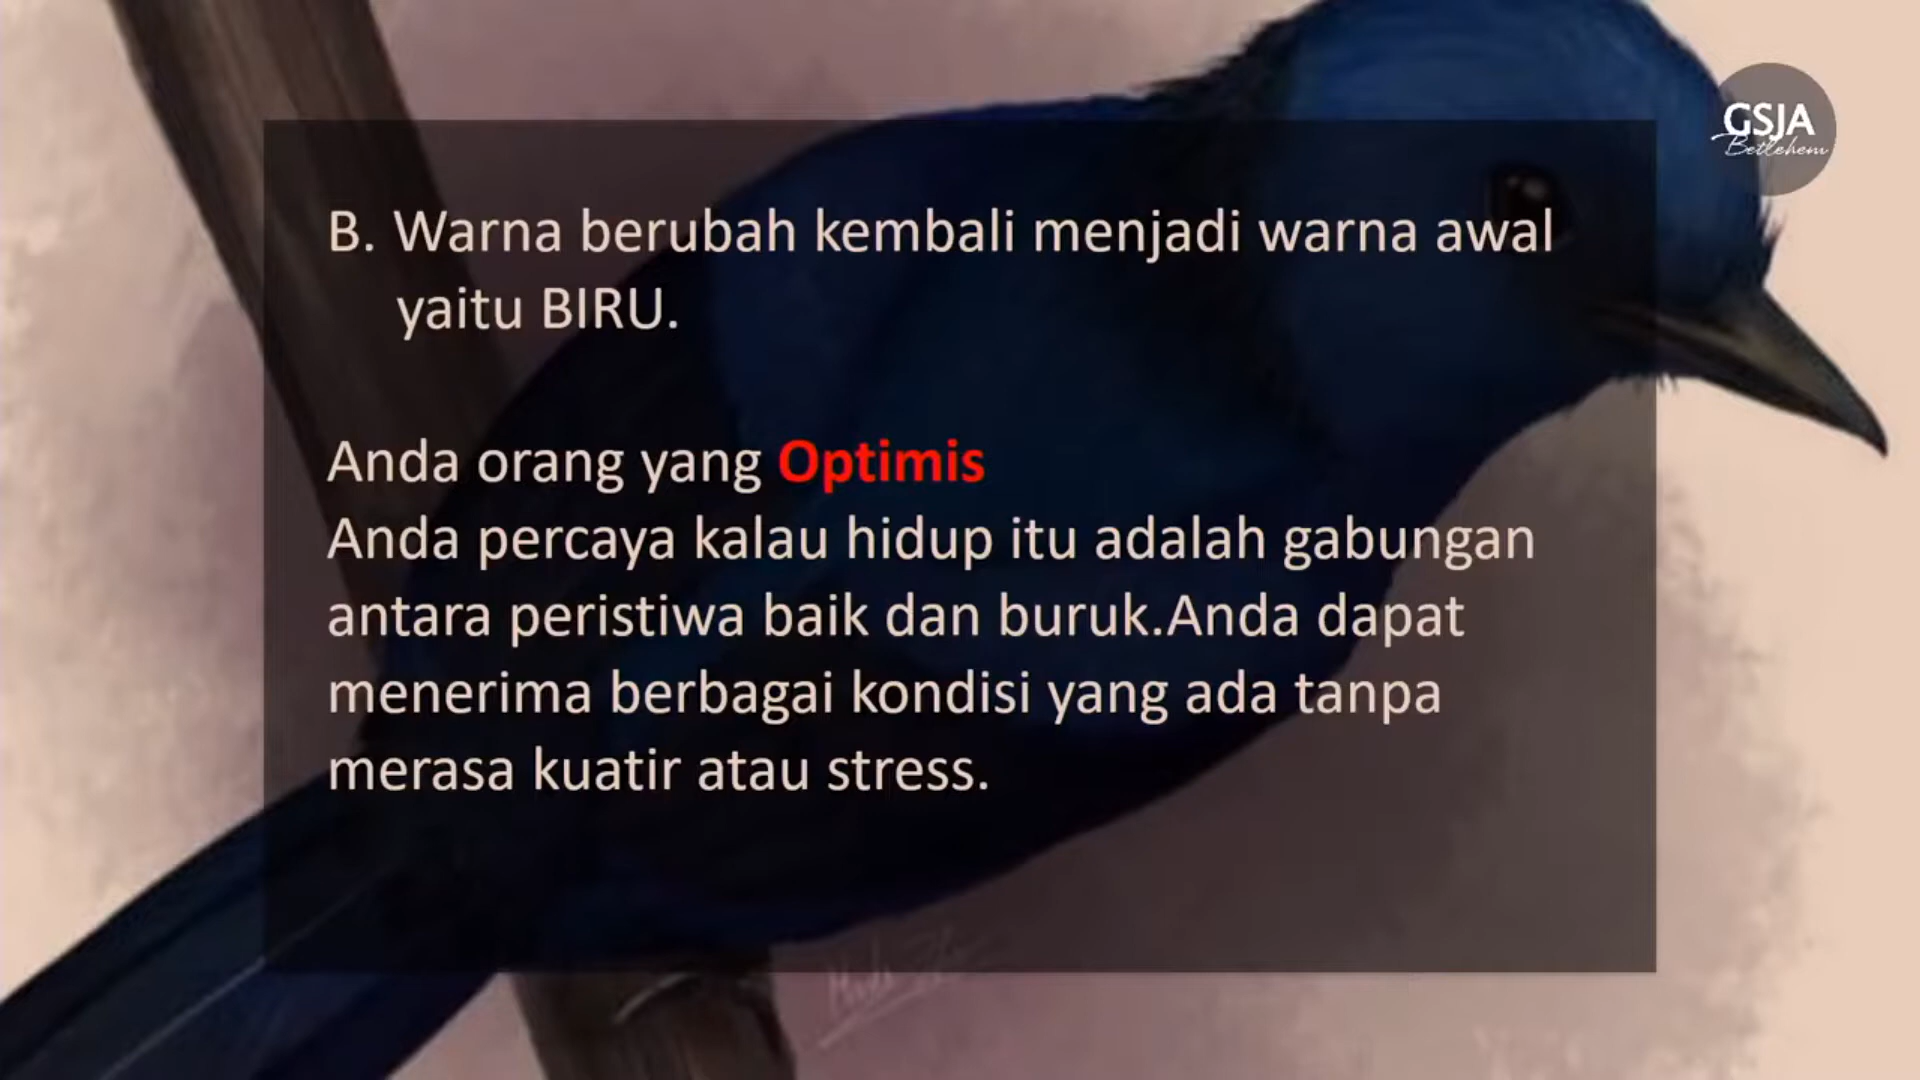 GSJA
Betlehem
B. Warna berubah kembali menjadi warna awal
yaitu BIRU.
Anda orang yang Optimis
Anda percaya kalau hidup itu adalah gabungan
antara peristiwa baik dan buruk.Anda dapat
menerima berbagai kondisi yang ada tanpa
merasa kuatir atau stress.